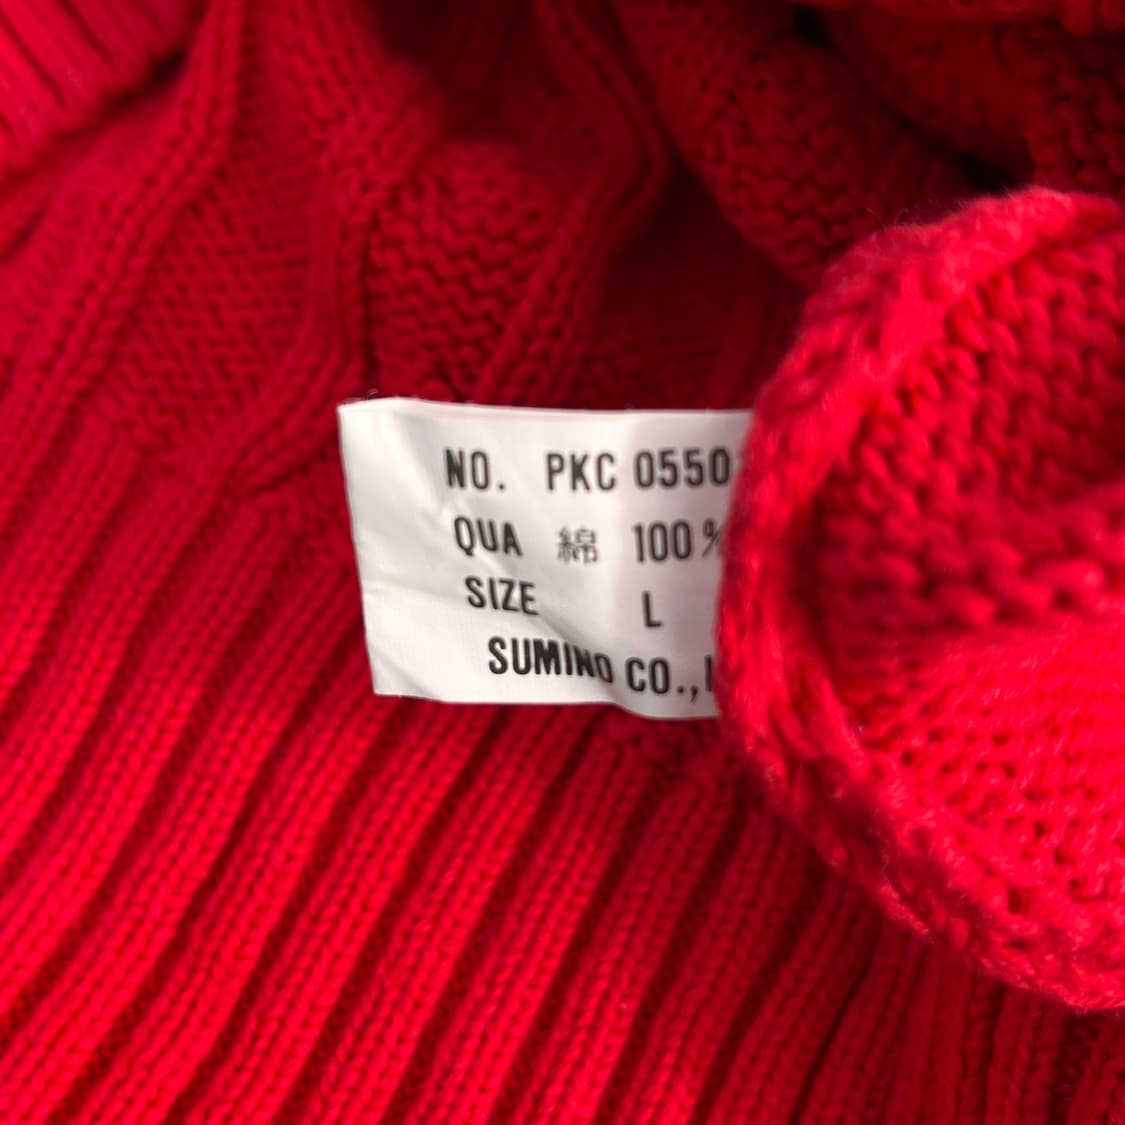 NO. PKC 0550
QUA 綿 100%
SIZE L
SUMINO CO.,